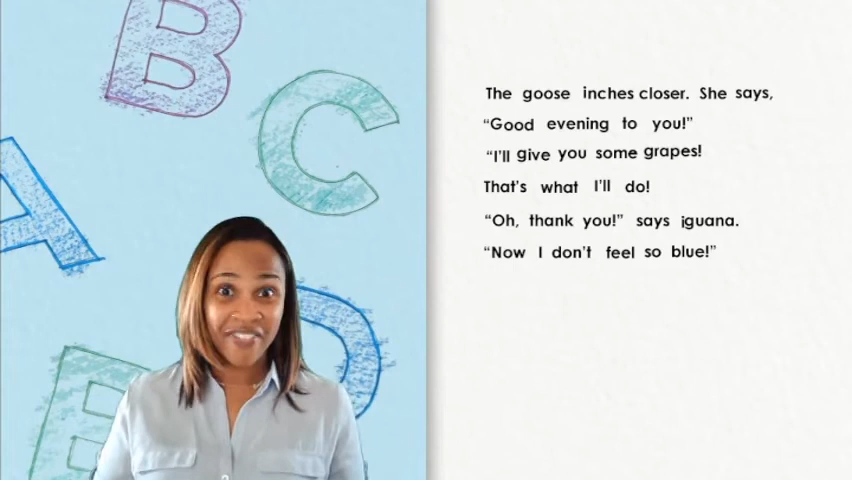 B
C
A
D
E
The goose inches closer. She says,
“Good evening to you!”
“I’ll give you some grapes!
That’s what I’ll do!
“Oh, thank you!” says iguana.
“Now I don’t feel so blue!”